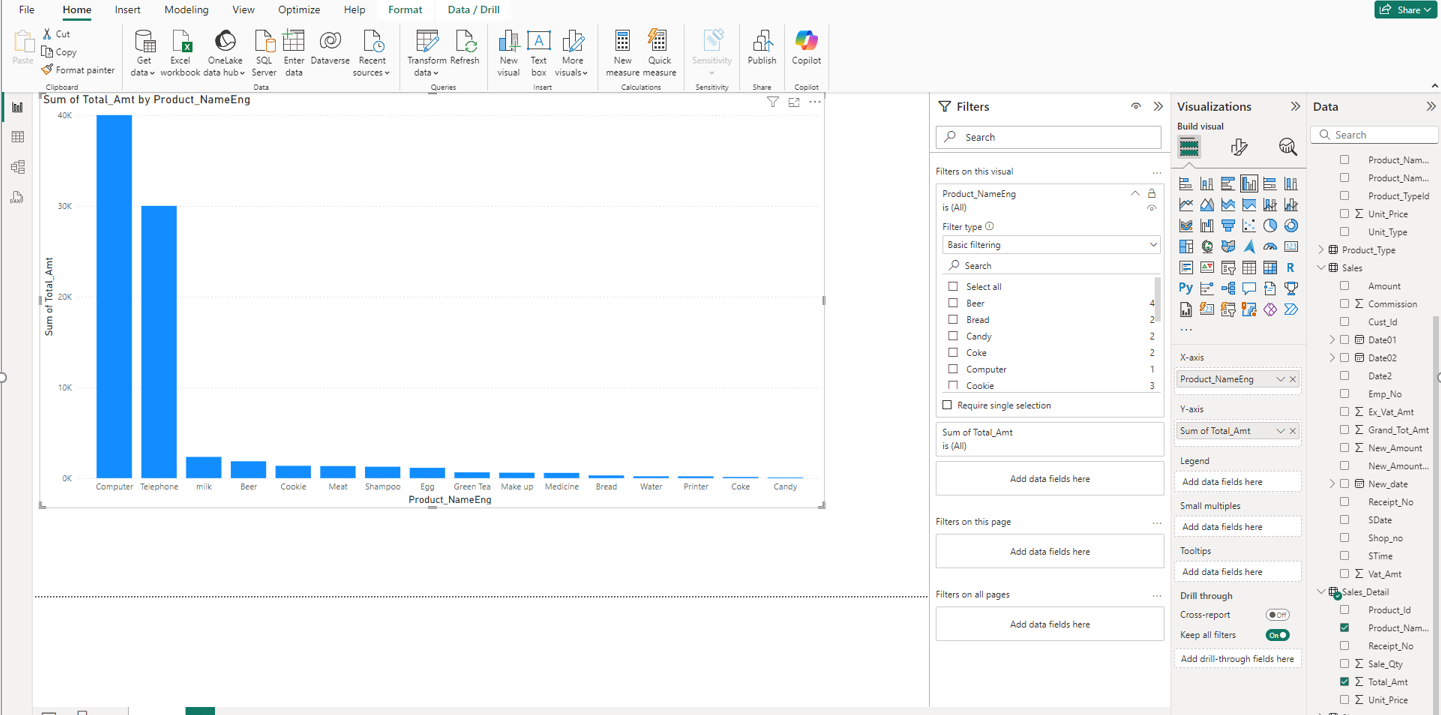 File Home Insert Modeling View Optimize Help Format Data / Drill Share
Paste
Cut
Copy
Format painter
Clipboard
Get data
Excel workbook
OneLake data hub
SQL Server
Enter data
Dataverse
Recent sources
Data
Transform data
Refresh
Queries
New visual
Text box
More visuals
Insert
New measure
Quick measure
Calculations
Sensitivity
Sensitivity
Publish
Share
Copilot
Copilot
Sum of Total_Amt by Product_NameEng
Sum of Total_Amt
40K
30K
20K
10K
0K
Computer Telephone milk Beer Cookie Meat Shampoo Egg Green Tea Make up Medicine Bread Water Printer Coke Candy
Product_NameEng
Filters
Search
Filters on this visual
Product_NameEng
is (All)
Filter type
Basic filtering
Search
Select all
Beer 4
Bread 2
Candy 2
Coke 2
Computer 1
Cookie 3
Require single selection
Sum of Total_Amt
is (All)
Add data fields here
Filters on this page
Add data fields here
Filters on all pages
Add data fields here
Visualizations
Build visual
R
Py
X-axis
Product_NameEng
Y-axis
Sum of Total_Amt
Legend
Add data fields here
Small multiples
Add data fields here
Tooltips
Add data fields here
Drill through
Cross-report Off
Keep all filters On
Add drill-through fields here
Data
Search
Product_Nam...
Product_Nam...
Product_TypeId
Unit_Price
Unit_Type
Product_Type
Sales
Amount
Commission
Cust_Id
Date01
Date02
Date2
Emp_No
Ex_Vat_Amt
Grand_Tot_Amt
New_Amount
New_Amount...
New_date
Receipt_No
SDate
Shop_no
STime
Vat_Amt
Sales_Detail
Product_Id
Product_Nam...
Receipt_No
Sale_Qty
Total_Amt
Unit_Price